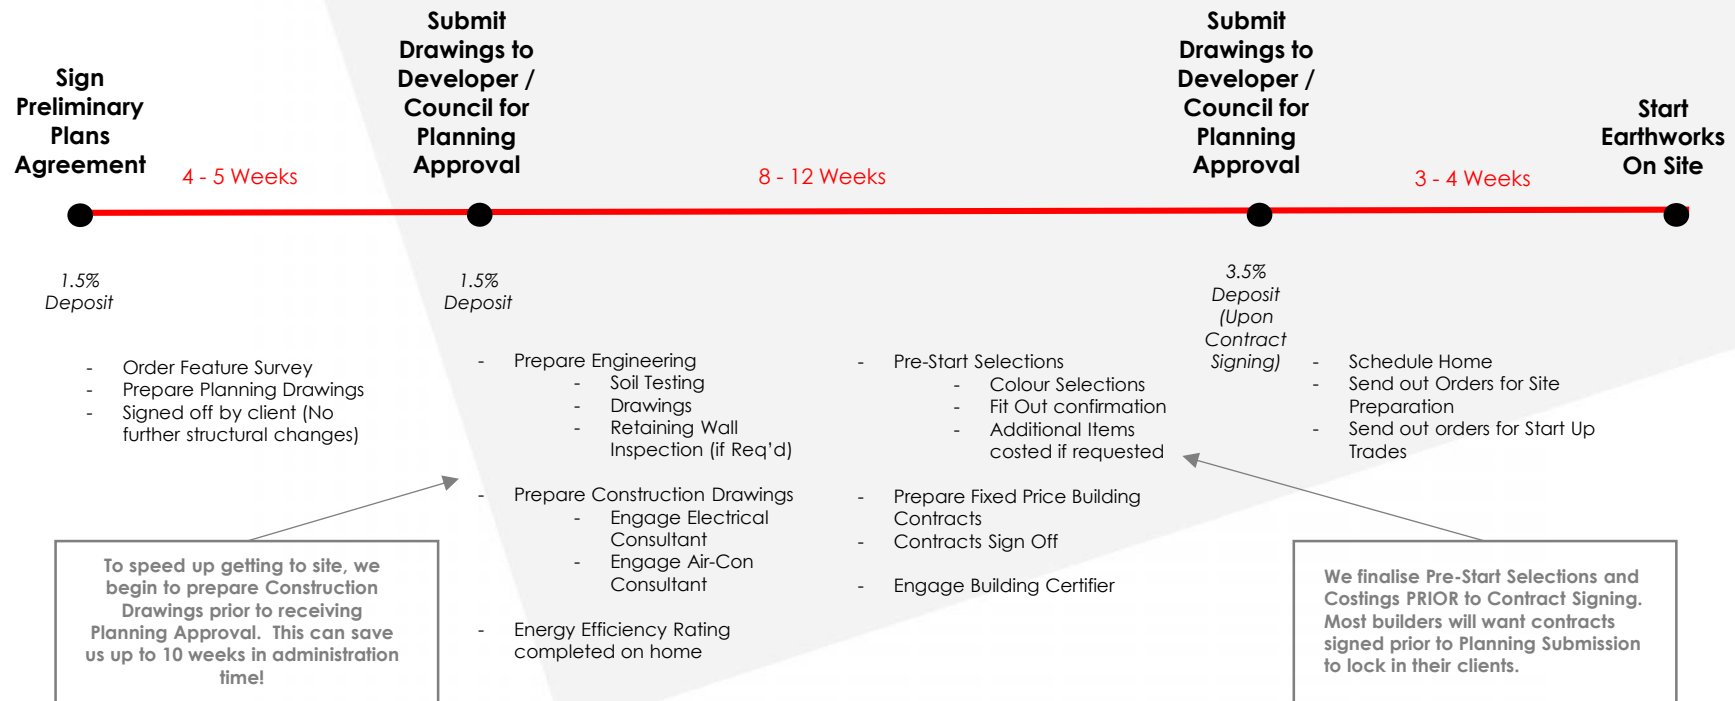 Sign
Preliminary
Plans
Agreement
4 - 5 Weeks
Submit
Drawings to
Developer /
Council for
Planning
Approval
8 - 12 Weeks
Submit
Drawings to
Developer /
Council for
Planning
Approval
3 - 4 Weeks
Start
Earthworks
On Site
1.5%
Deposit
1.5%
Deposit
3.5%
Deposit
(Upon
Contract
Signing)
- Order Feature Survey
- Prepare Planning Drawings
- Signed off by client (No
further structural changes)
- Prepare Engineering
- Soil Testing
- Drawings
- Retaining Wall
Inspection (if Req'd)
- Prepare Construction Drawings
- Engage Electrical
Consultant
- Engage Air-Con
Consultant
- Energy Efficiency Rating
completed on home
- Pre-Start Selections
- Colour Selections
- Fit Out confirmation
- Additional Items
costed if requested
- Prepare Fixed Price Building
Contracts
- Contracts Sign Off
- Engage Building Certifier
- Schedule Home
- Send out Orders for Site
Preparation
- Send out orders for Start Up
Trades
To speed up getting to site, we
begin to prepare Construction
Drawings prior to receiving
Planning Approval. This can save
us up to 10 weeks in administration
time!
We finalise Pre-Start Selections and
Costings PRIOR to Contract Signing.
Most builders will want contracts
signed prior to Planning Submission
to lock in their clients.